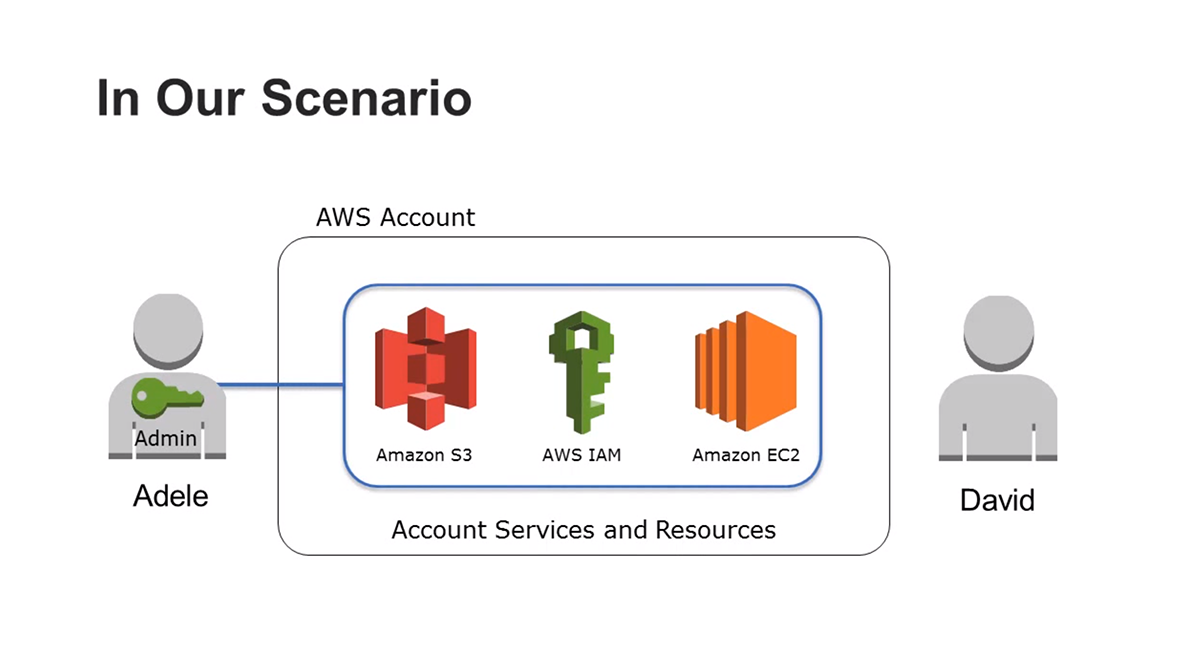 In Our Scenario
AWS Account
Admin
Adele
Amazon S3
AWS IAM
Amazon EC2
Account Services and Resources
David